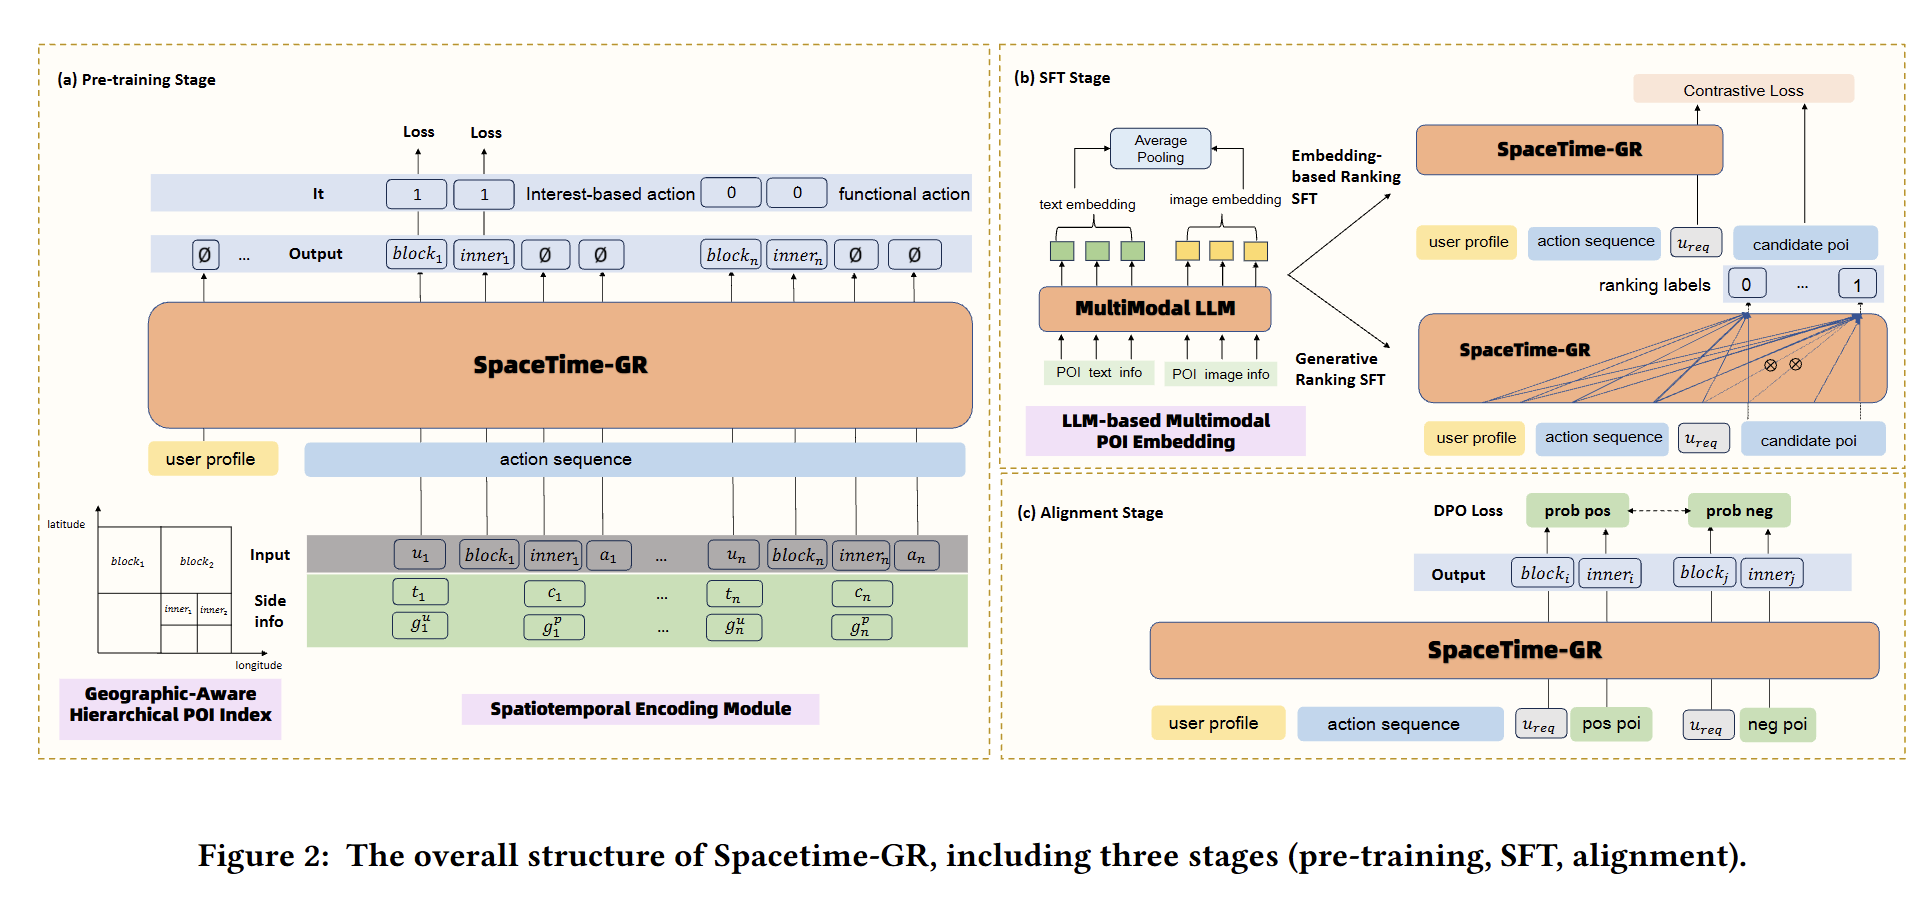 (a) Pre-training Stage
Loss Loss
It 1 1 Interest-based action 0 0 functional action
Ø ... Output block₁ inner₁ Ø Ø blockₙ innerₙ Ø Ø
SpaceTime-GR
user profile action sequence
latitude
block₁ block₂
inner₁ inner₂
longitude
Input u₁ block₁ inner₁ a₁ ... uₙ blockₙ innerₙ aₙ
Side
info
t₁ c₁ ... tₙ cₙ
g₁ᵘ g₁ᵖ ... gₙᵘ gₙᵖ
Geographic-Aware
Hierarchical POI Index
Spatiotemporal Encoding Module
(b) SFT Stage
Average
Pooling
text embedding image embedding
MultiModal LLM
POI text info POI image info
LLM-based Multimodal
POI Embedding
Embedding-
based Ranking
SFT
Generative
Ranking SFT
Contrastive Loss
SpaceTime-GR
user profile action sequence u_req candidate poi
ranking labels 0 ... 1
SpaceTime-GR
⊗ ⊗
user profile action sequence u_req candidate poi
(c) Alignment Stage
DPO Loss prob pos prob neg
Output blockᵢ innerᵢ blockⱼ innerⱼ
SpaceTime-GR
user profile action sequence u_req pos poi u_req neg poi
Figure 2: The overall structure of Spacetime-GR, including three stages (pre-training, SFT, alignment).